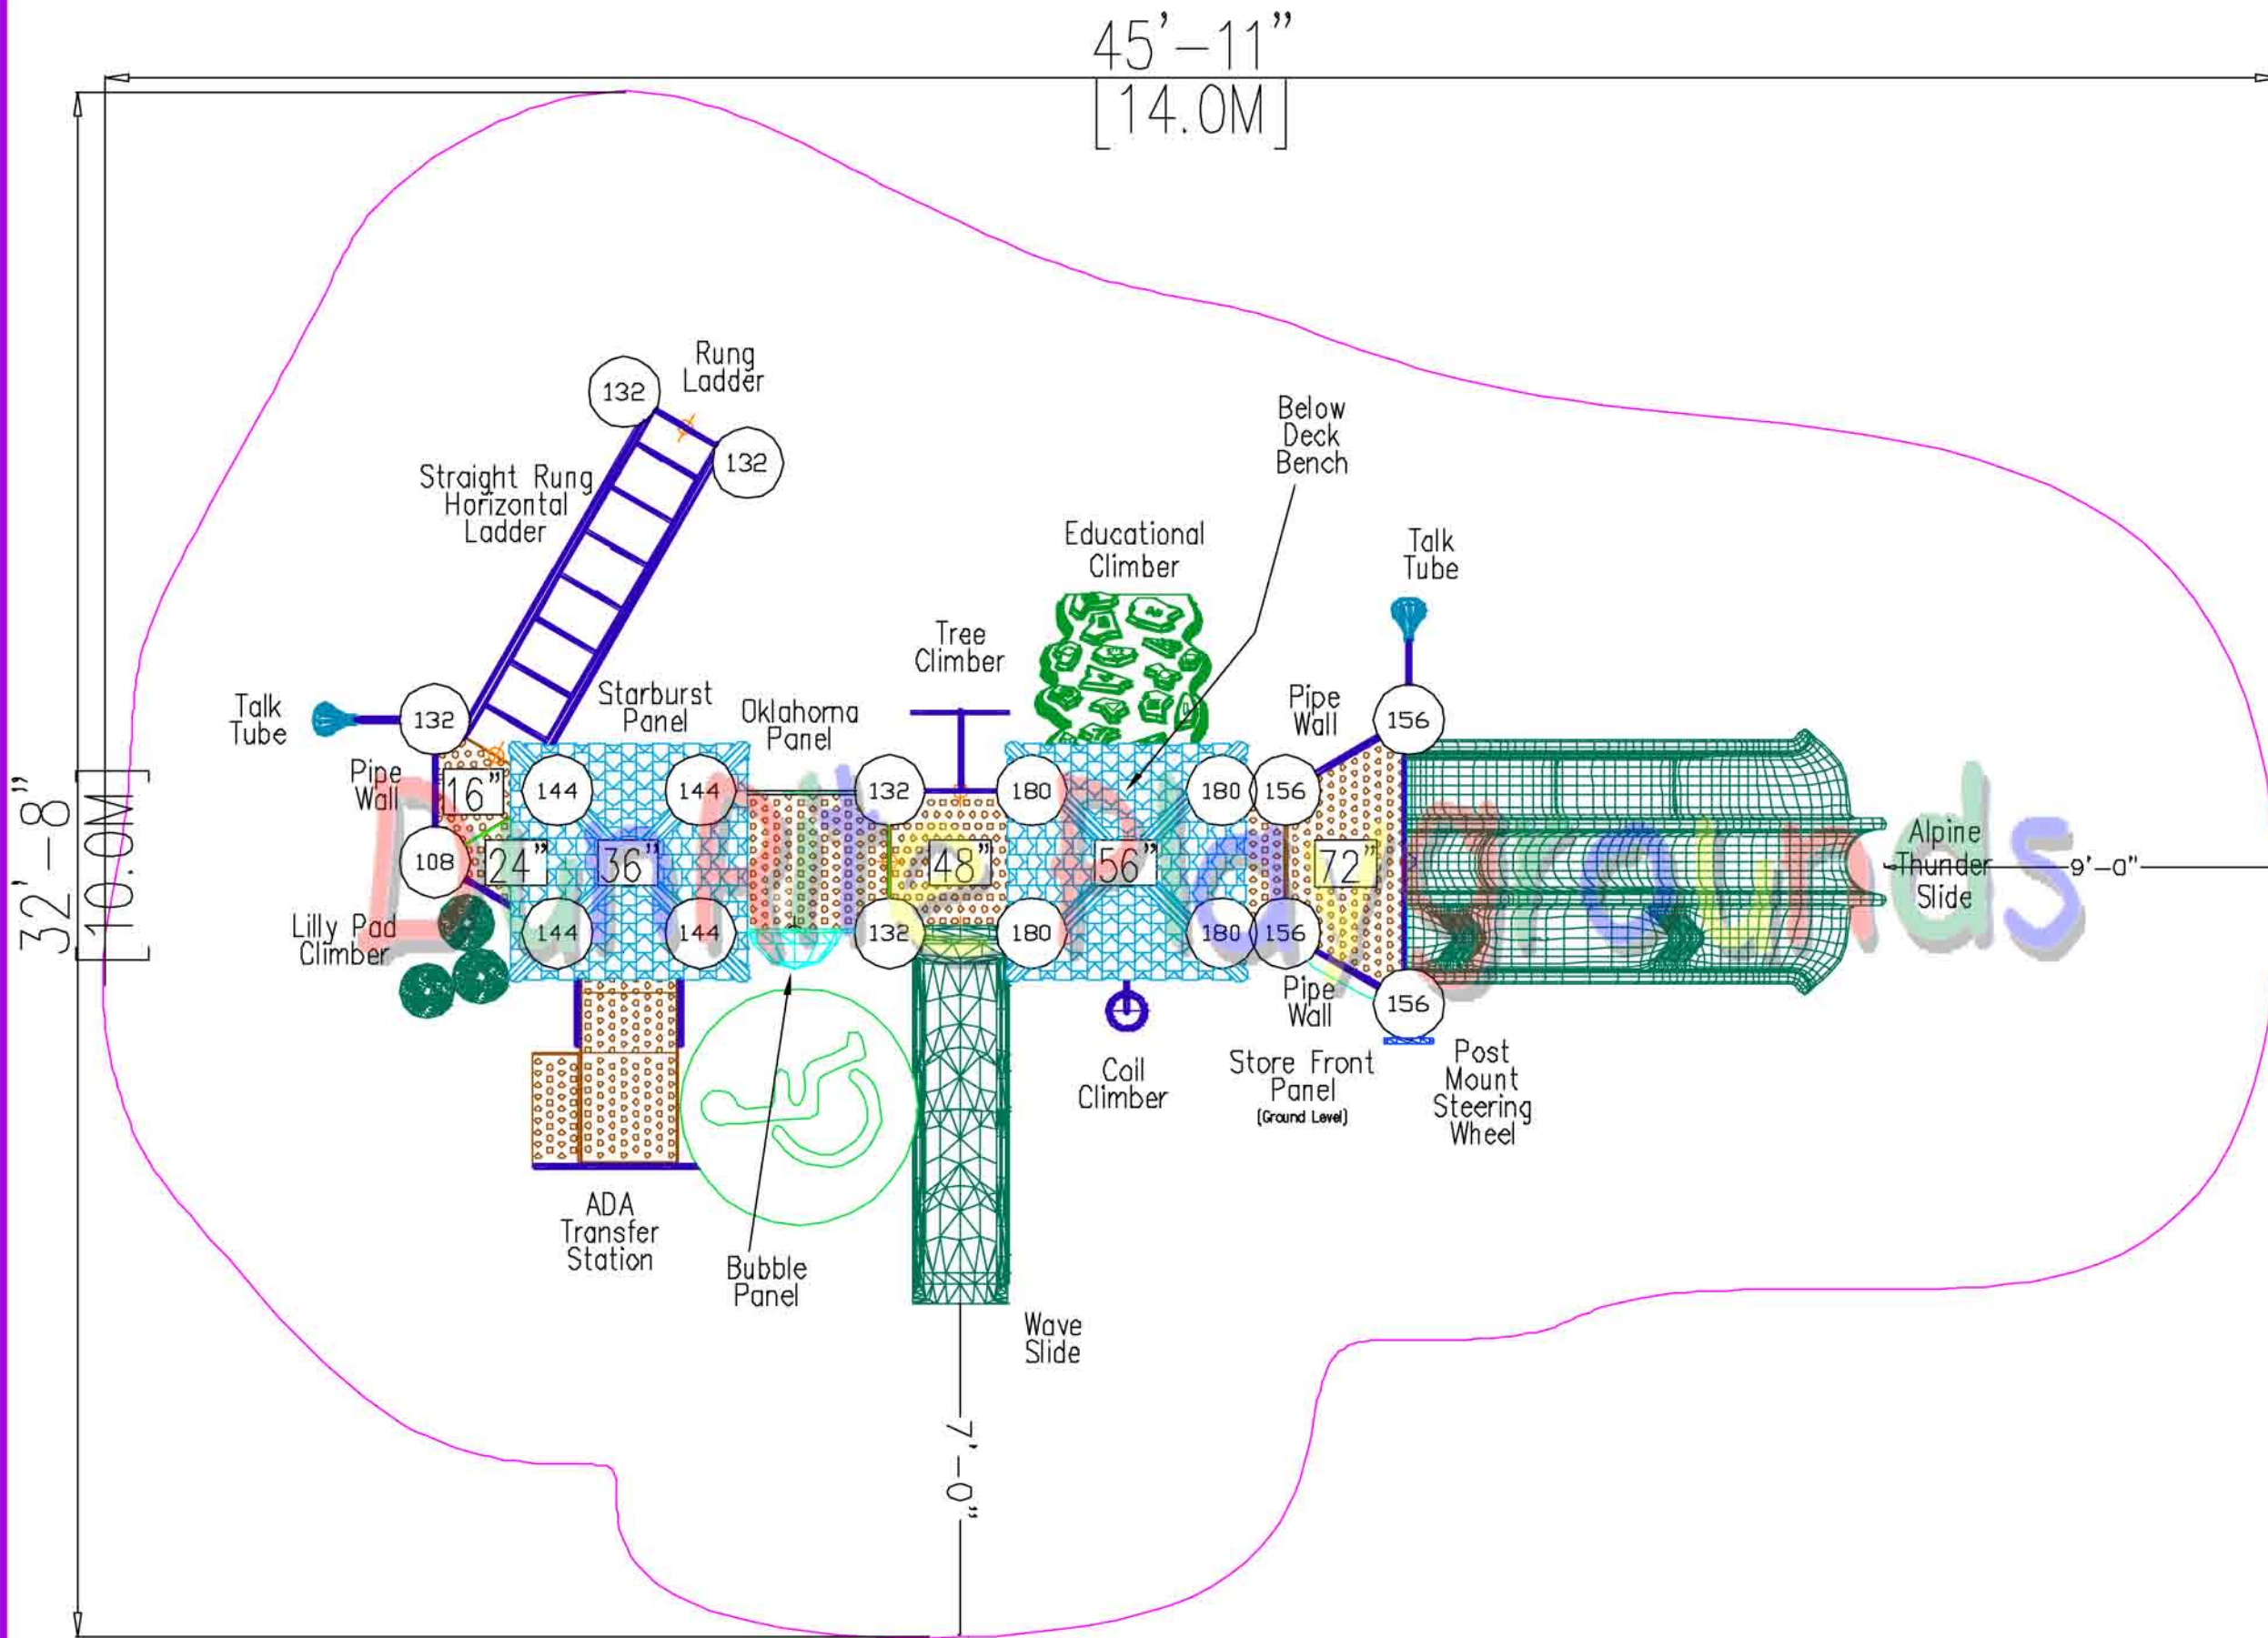 45'-11"
[14.0M]
32'-8"
[10.0M]
132
Rung
Ladder
132
Straight Rung
Horizontal
Ladder
Below
Deck
Bench
Educational
Climber
Talk
Tube
Tree
Climber
Talk
Tube
132
Starburst
Panel
Oklahoma
Panel
Pipe
Wall
156
Pipe
Wall
16"
144
144
132
180
180
156
108
24"
36"
48"
56"
72"
DunRite Playgrounds
Alpine
Thunder
Slide
9'-0"
Lilly Pad
Climber
144
144
132
180
180
156
Pipe
Wall
156
Coil
Climber
Store Front
Panel
(Ground Level)
Post
Mount
Steering
Wheel
ADA
Transfer
Station
Bubble
Panel
Wave
Slide
7'-0"